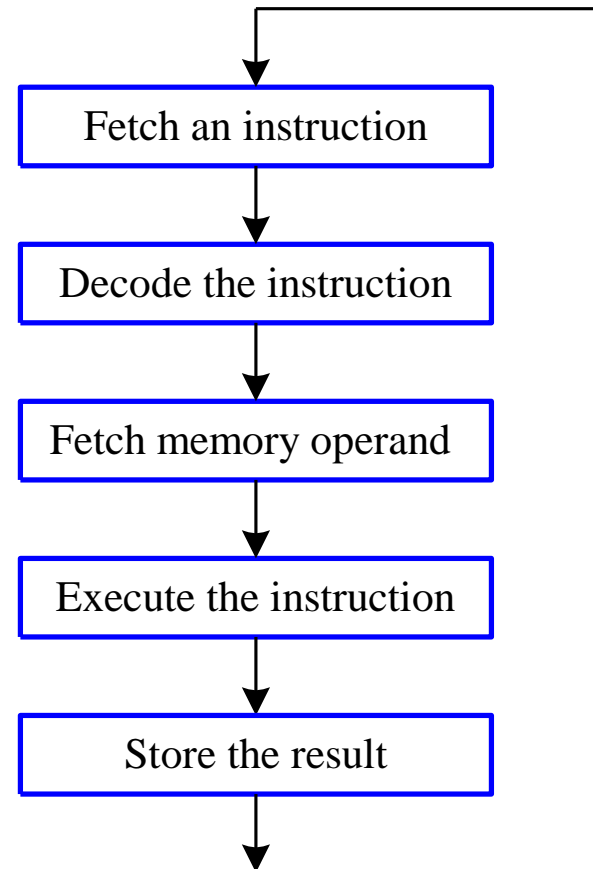 Fetch an instruction
Decode the instruction
Fetch memory operand
Execute the instruction
Store the result